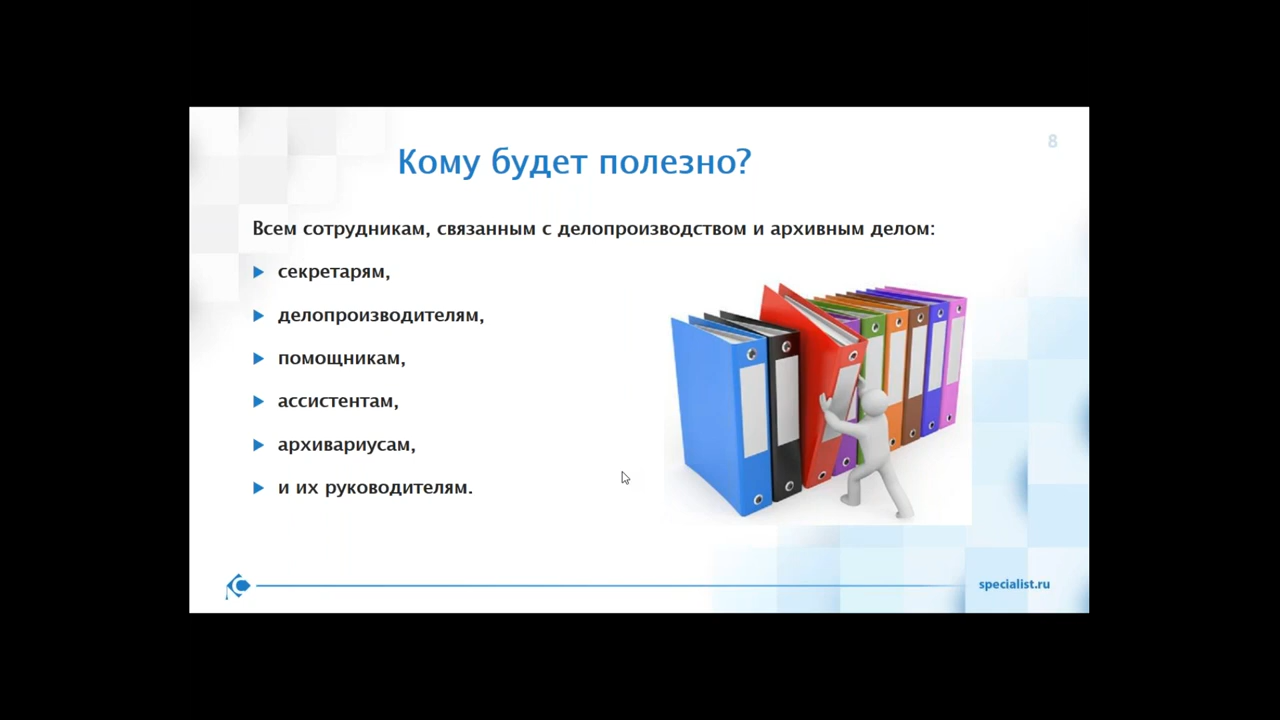 8
Кому будет полезно?
Всем сотрудникам, связанным с делопроизводством и архивным делом:
секретарям,
делопроизводителям,
помощникам,
ассистентам,
архивариусам,
и их руководителям.
specialist.ru